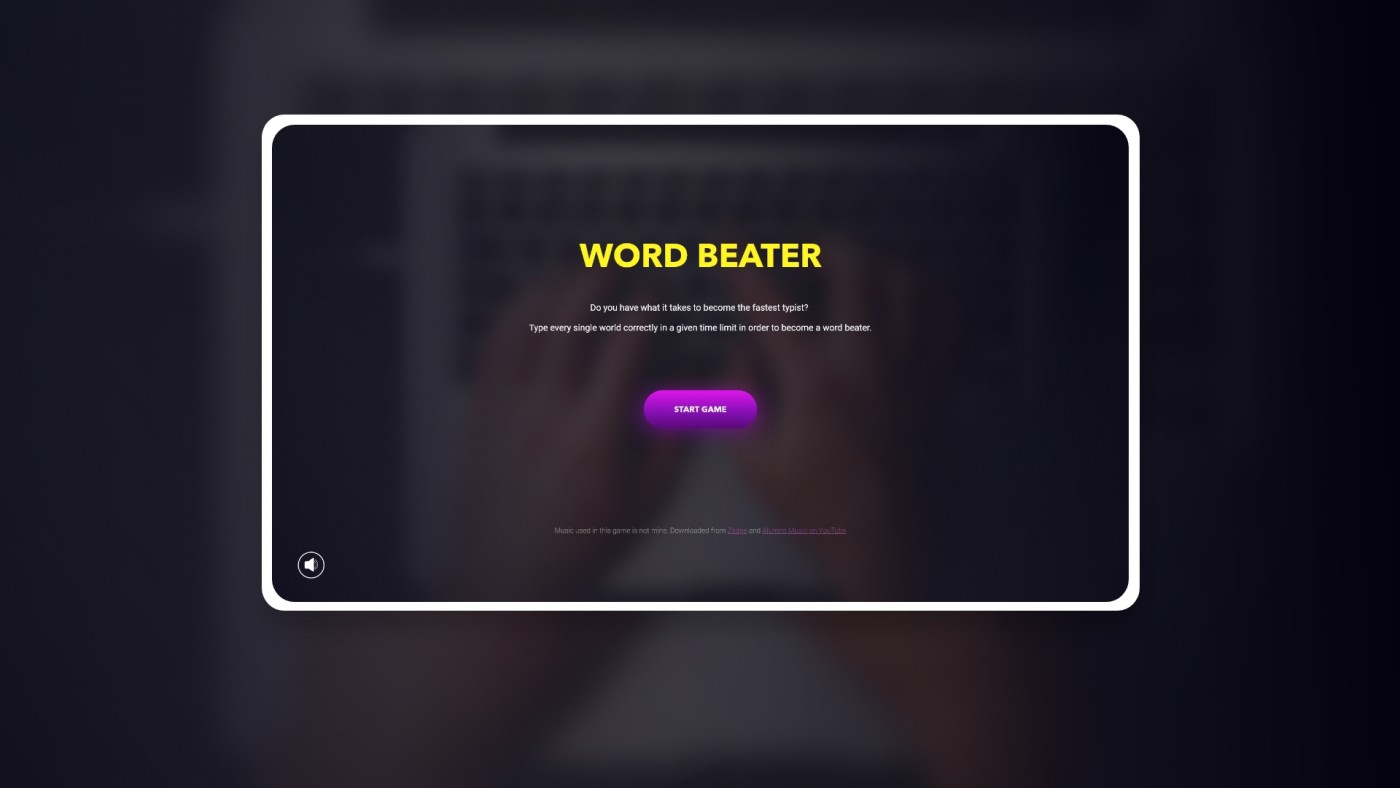 WORD BEATER
Do you have what it takes to become the fastest typist?
Type every single world correctly in a given time limit in order to become a word beater.
START GAME
Music used in this game is not mine. Downloaded from Zedge and Alumno Music on YouTube